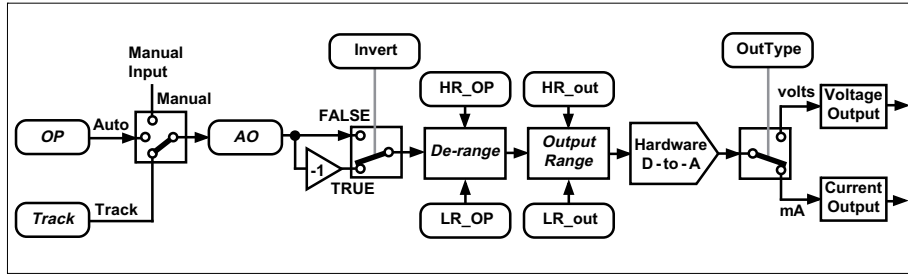 Invert
OutType
Manual
Input
HR_OP
HR_out
Manual
FALSE
volts
Voltage
Output
OP
Auto
AO
De-range
Output
Range
Hardware
D-to-A
-1
TRUE
Track
Track
LR_OP
LR_out
mA
Current
Output